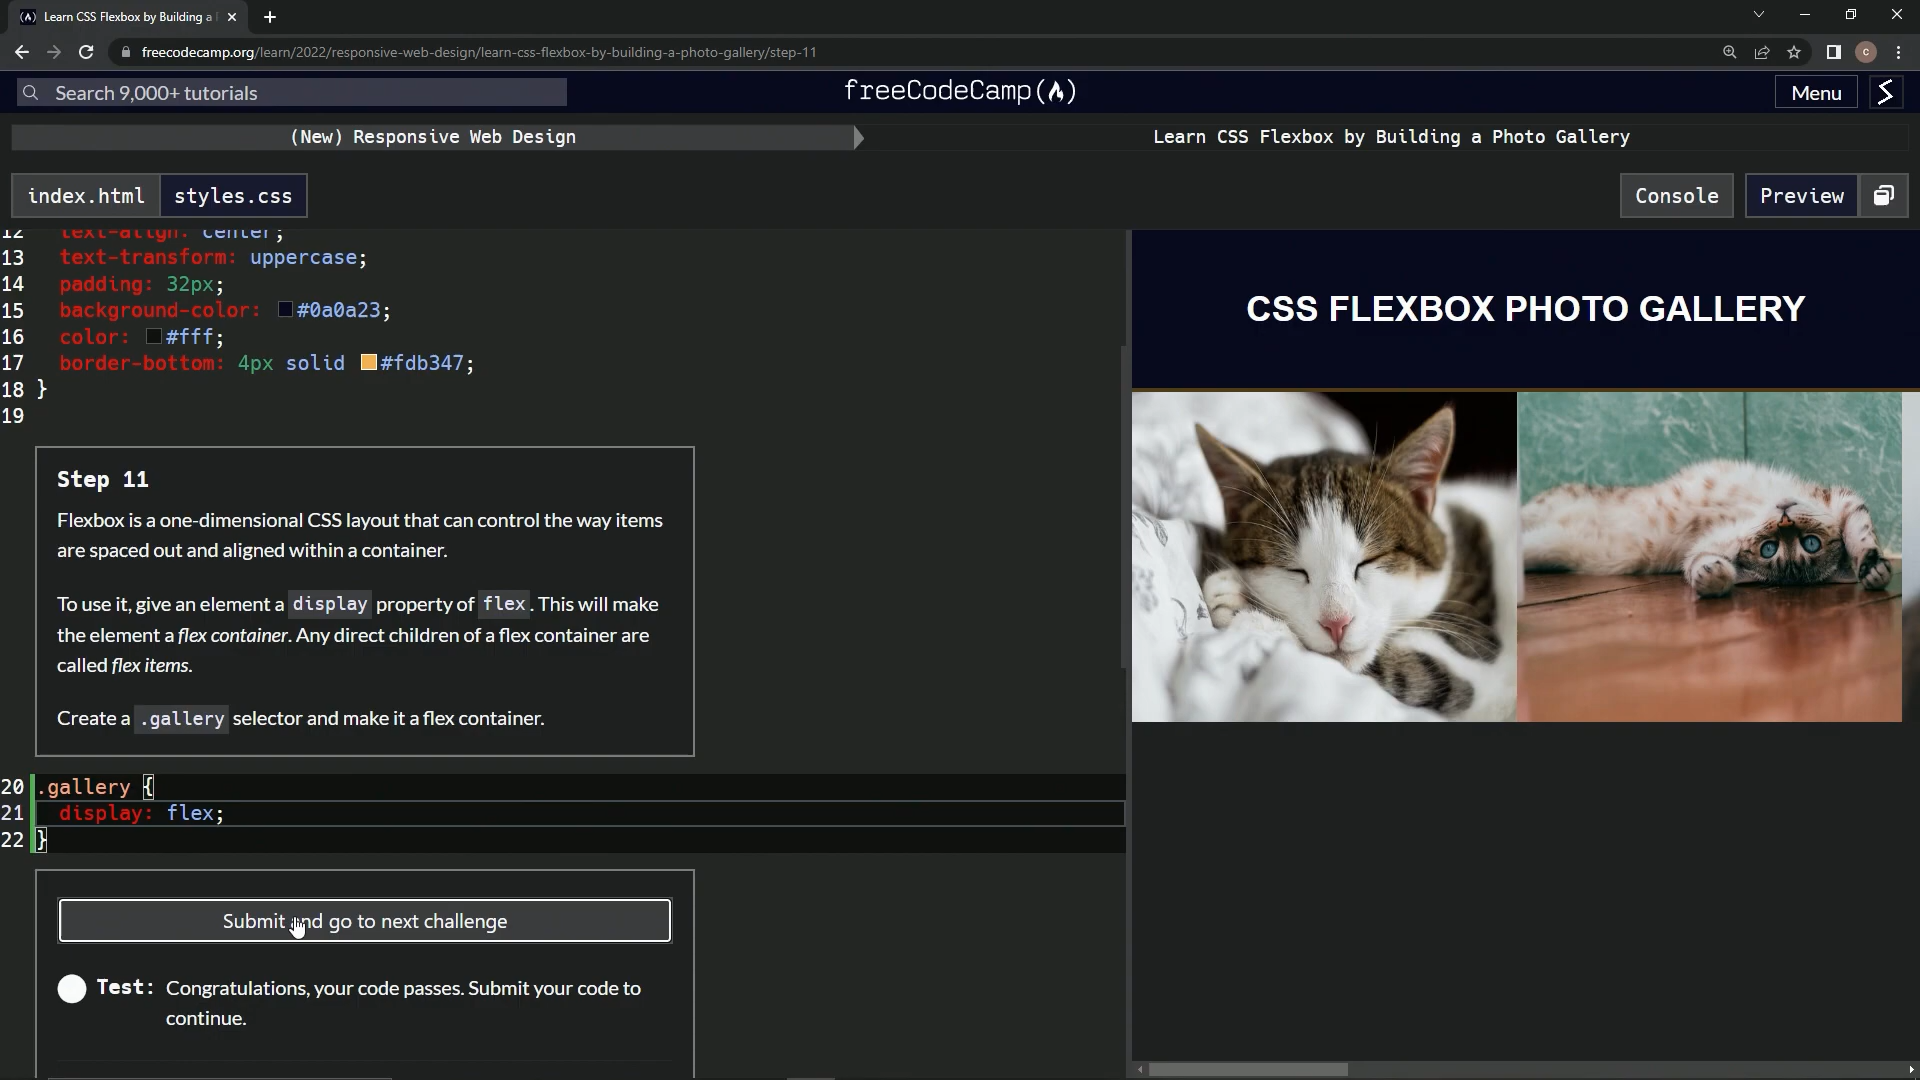 Learn CSS Flexbox by Building a
freecodecamp.org/learn/2022/responsive-web-design/learn-css-flexbox-by-building-a-photo-gallery/step-11
c
Search 9,000+ tutorials
freeCodeCamp(🔥)
Menu
(New) Responsive Web Design
Learn CSS Flexbox by Building a Photo Gallery
index.html
styles.css
Console
Preview
12 text-align: center;
13 text-transform: uppercase;
14 padding: 32px;
15 background-color: #0a0a23;
16 color: #fff;
17 border-bottom: 4px solid #fdb347;
18 }
19
Step 11
Flexbox is a one-dimensional CSS layout that can control the way items
are spaced out and aligned within a container.
To use it, give an element a display property of flex. This will make
the element a flex container. Any direct children of a flex container are
called flex items.
Create a .gallery selector and make it a flex container.
20 .gallery {
21 display: flex;
22 }
Submit and go to next challenge
Test: Congratulations, your code passes. Submit your code to
continue.
CSS FLEXBOX PHOTO GALLERY